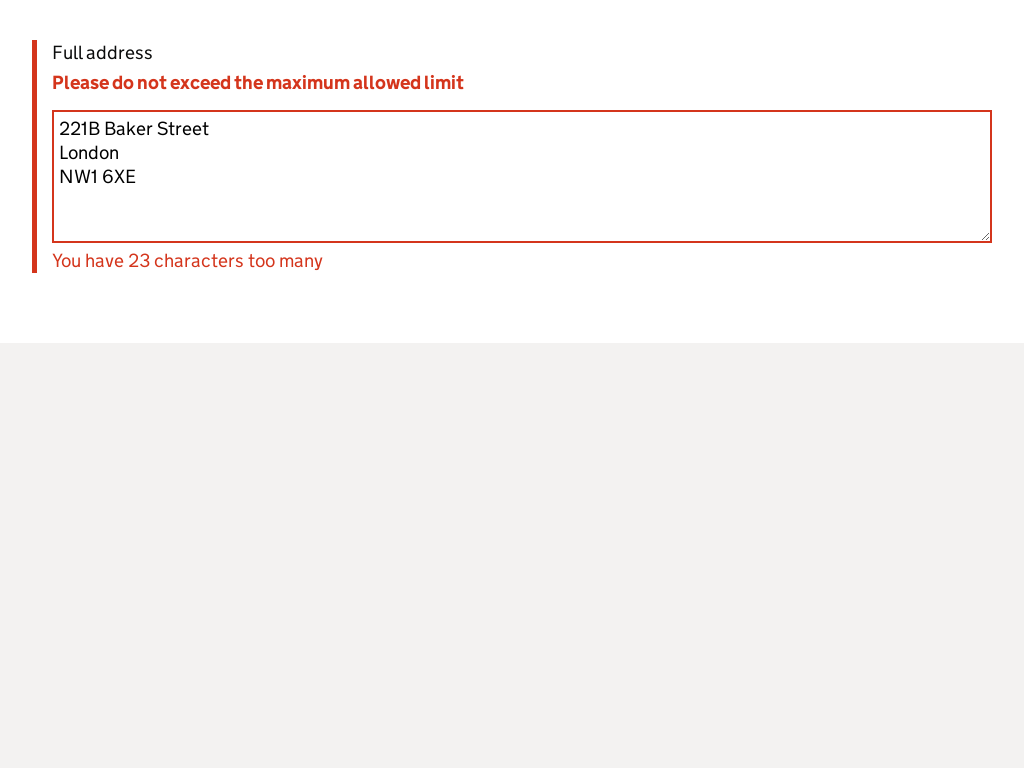 Full address
Please do not exceed the maximum allowed limit
221B Baker Street
London
NW1 6XE
You have 23 characters too many